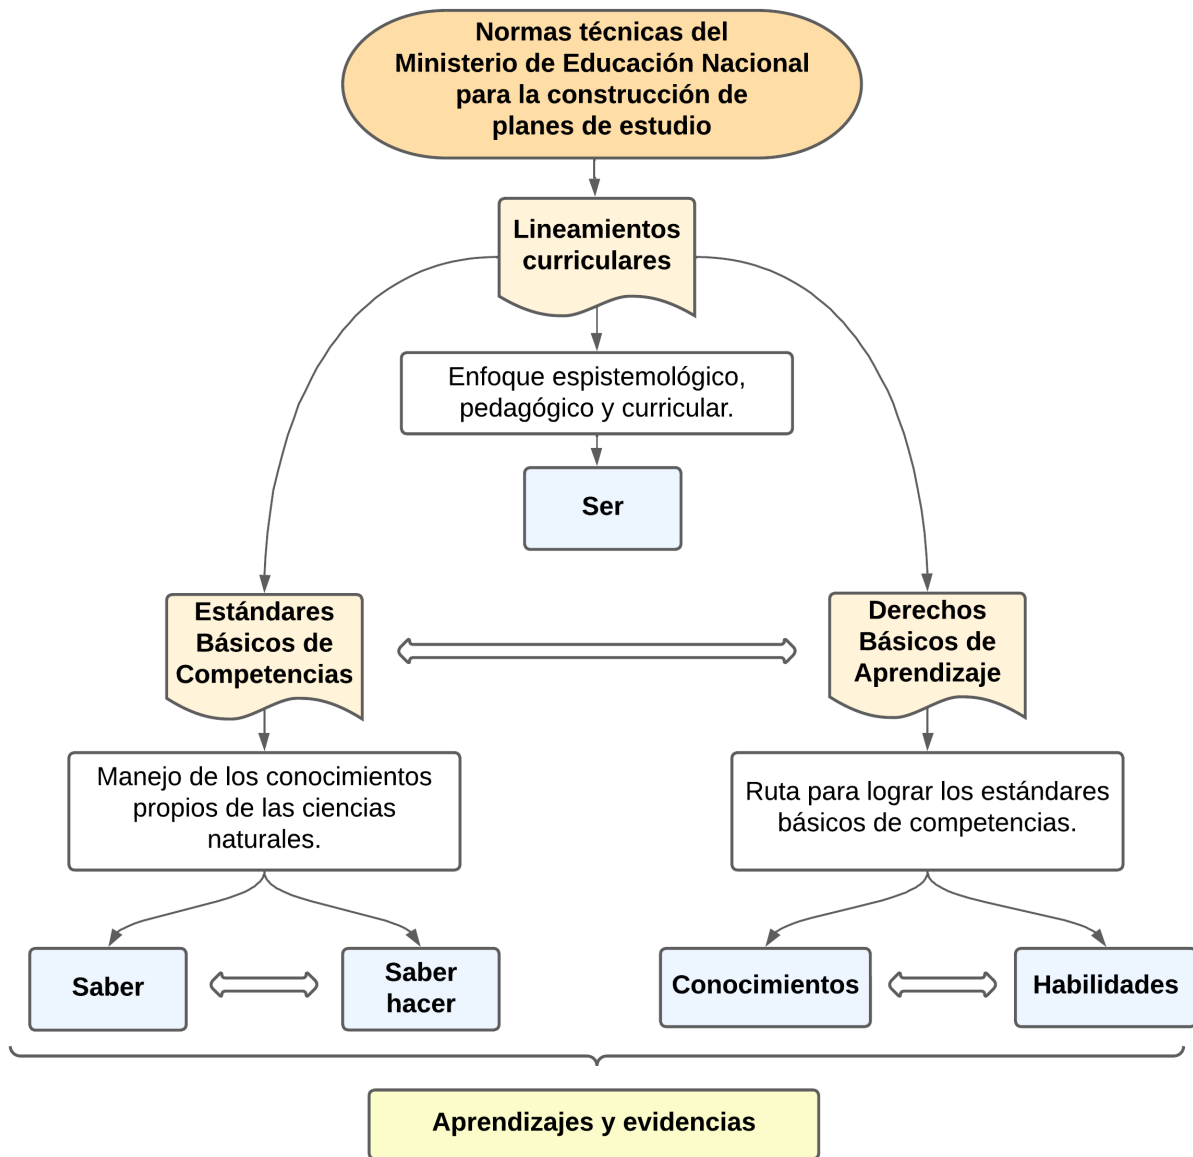 Normas técnicas del
Ministerio de Educación Nacional
para la construcción de
planes de estudio
Lineamientos
curriculares
Enfoque espistemológico,
pedagógico y curricular.
Ser
Estándares
Básicos de
Competencias
Derechos
Básicos de
Aprendizaje
Manejo de los conocimientos
propios de las ciencias
naturales.
Ruta para lograr los estándares
básicos de competencias.
Saber
Saber
hacer
Conocimientos
Habilidades
Aprendizajes y evidencias